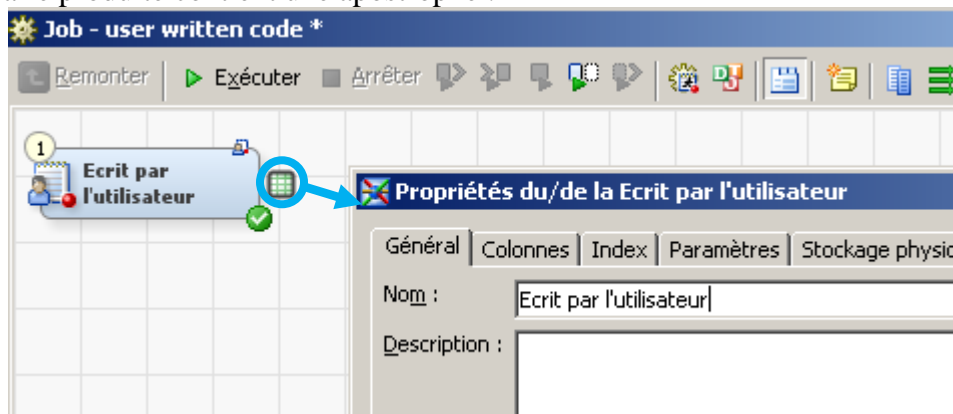 Job - user written code *
Remonter Exécuter Arrêter
1
Ecrit par
l'utilisateur
Propriétés du/de la Ecrit par l'utilisateur
Général Colonnes Index Paramètres Stockage physi
Nom : Ecrit par l'utilisateur
Description :